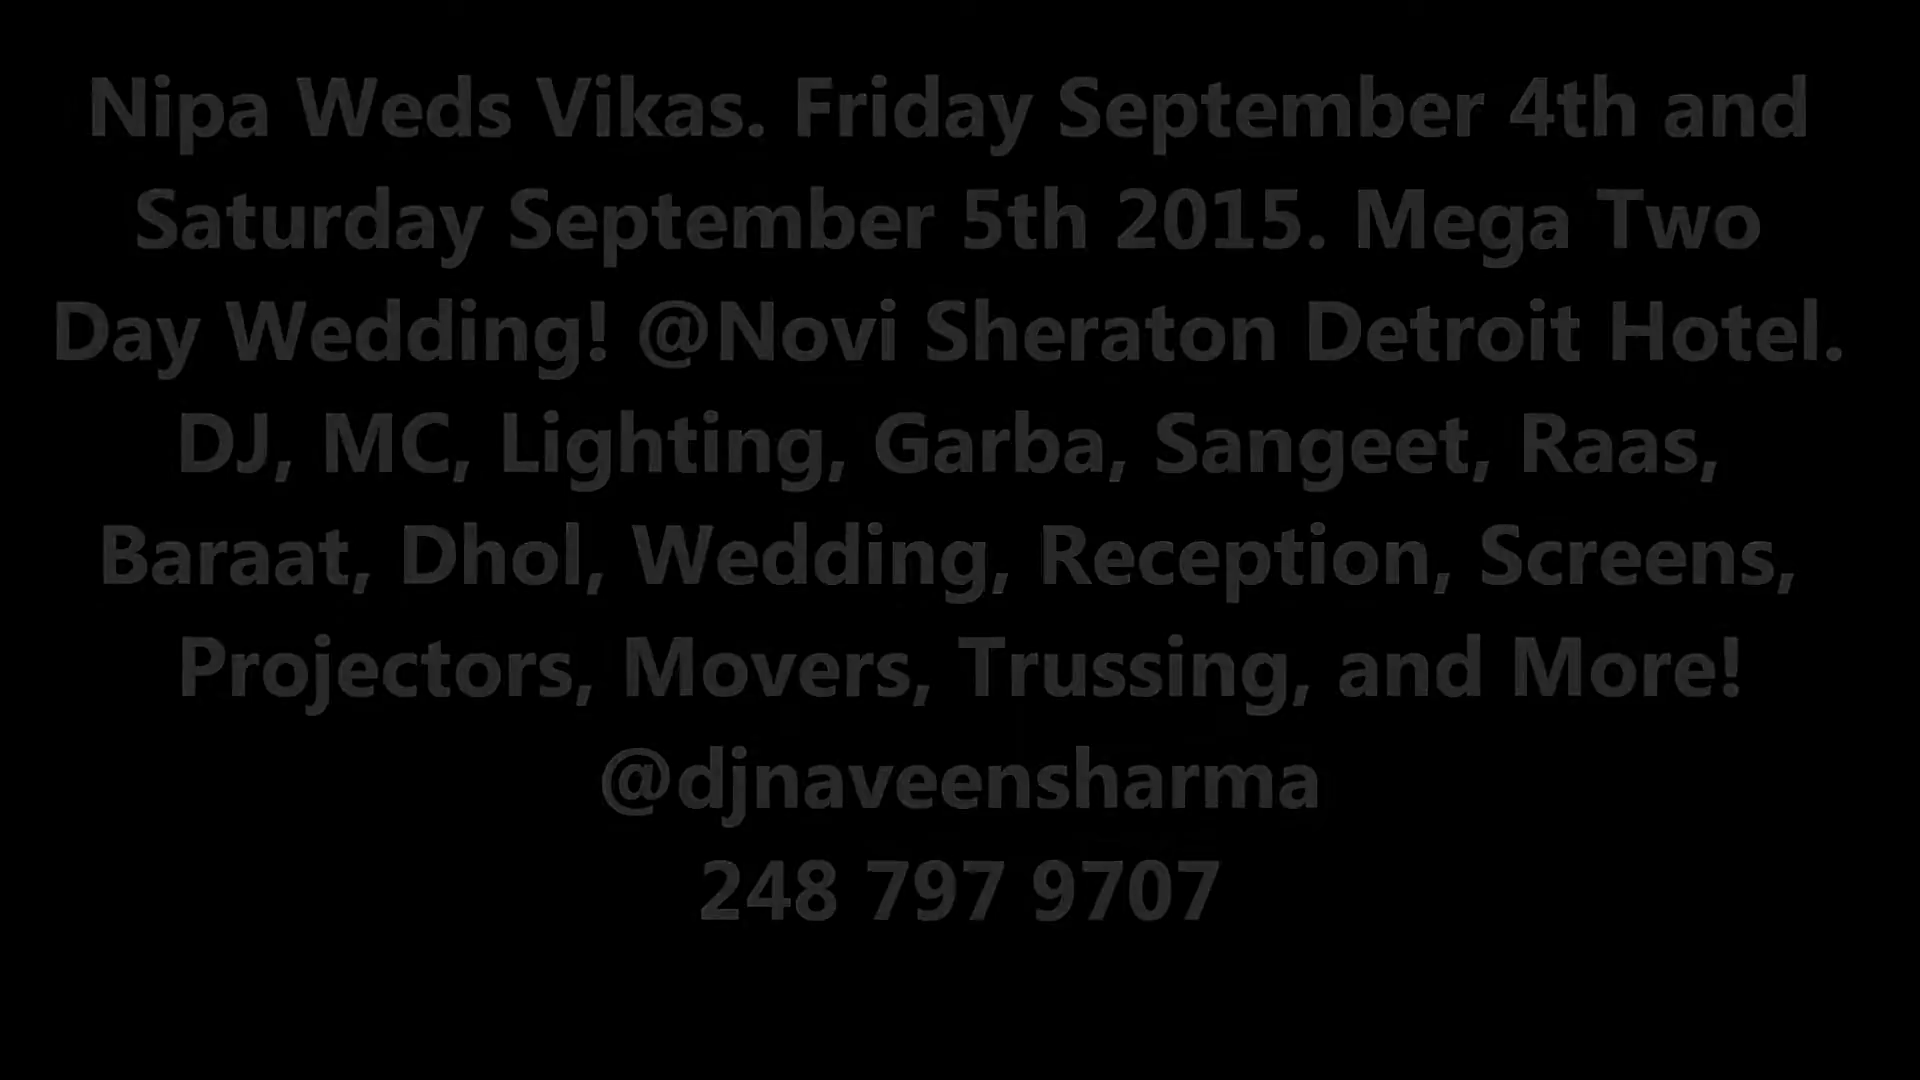 Nipa Weds Vikas. Friday September 4th and
Saturday September 5th 2015. Mega Two
Day Wedding! @Novi Sheraton Detroit Hotel.
DJ, MC, Lighting, Garba, Sangeet, Raas,
Baraat, Dhol, Wedding, Reception, Screens,
Projectors, Movers, Trussing, and More!
@djnaveensharma
248 797 9707